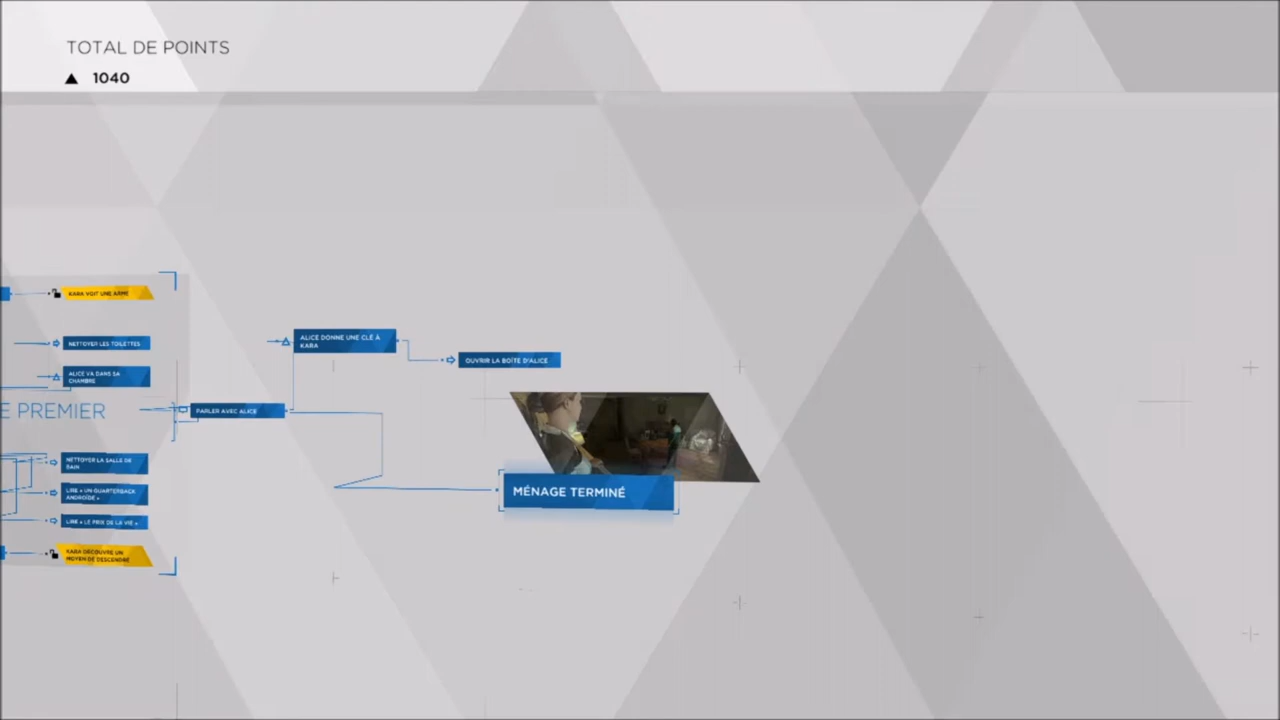 TOTAL DE POINTS
1040
KARA VOIT UNE ARME
NETTOYER LES TOILETTES
ALICE VA DANS SA
CHAMBRE
E PREMIER
PARLER AVEC ALICE
ALICE DONNE UNE CLÉ À
KARA
OUVRIR LA BOÎTE D'ALICE
MÉNAGE TERMINÉ
NETTOYER LA SALLE DE
BAIN
LIRE « UN QUARTERBACK
ANDROÏDE »
LIRE « LE PRIX DE LA VIE »
KARA DÉCOUVRE UN
MOYEN DE DESCENDRE